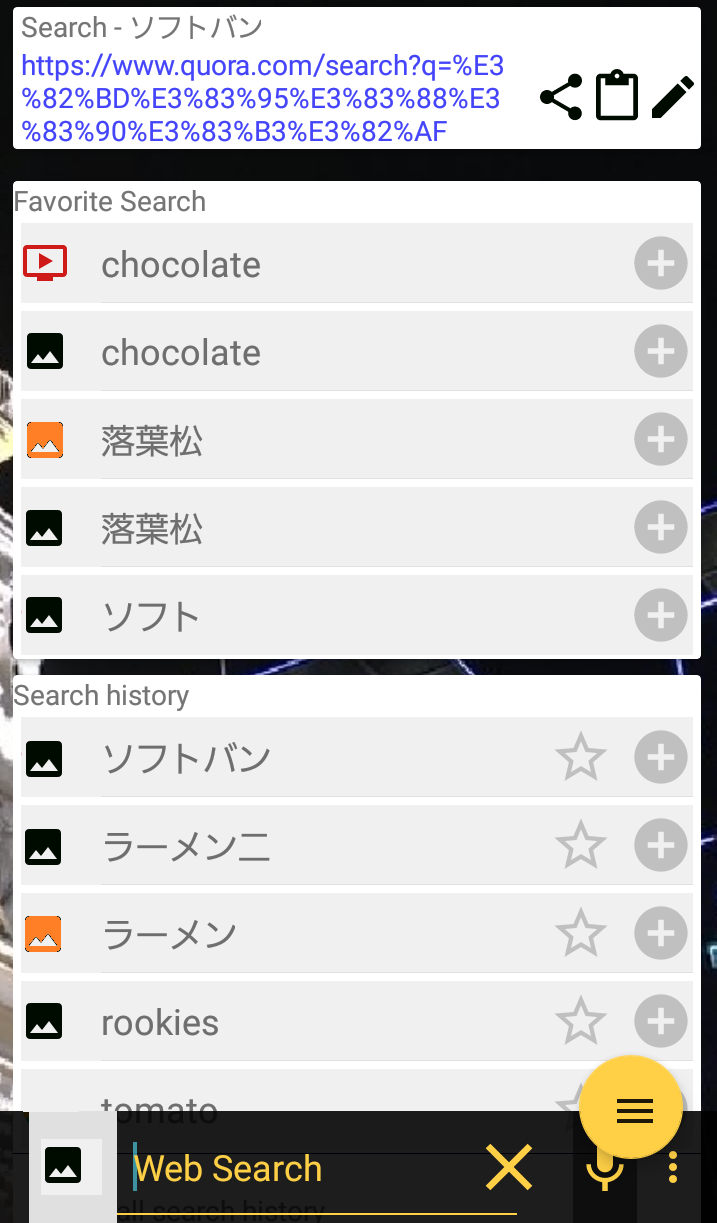 Search - ソフトバン
https://www.quora.com/search?q=%E3
%82%BD%E3%83%95%E3%83%88%E3
%83%90%E3%83%B3%E3%82%AF
Favorite Search
chocolate
chocolate
落葉松
落葉松
ソフト
Search history
ソフトバン
ラーメン二
ラーメン
rookies
tomato
Web Search
all search history